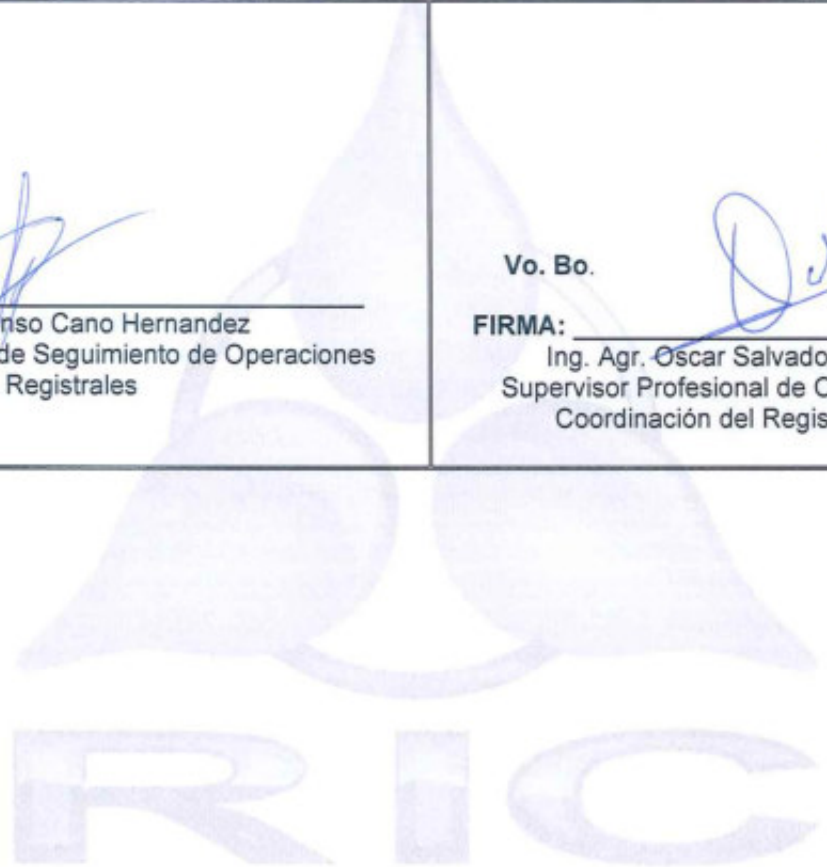 nso Cano Hernandez
de Seguimiento de Operaciones
Registrales
Vo. Bo.
FIRMA:
Ing. Agr. Oscar Salvado
Supervisor Profesional de
Coordinación del Regis
RIC